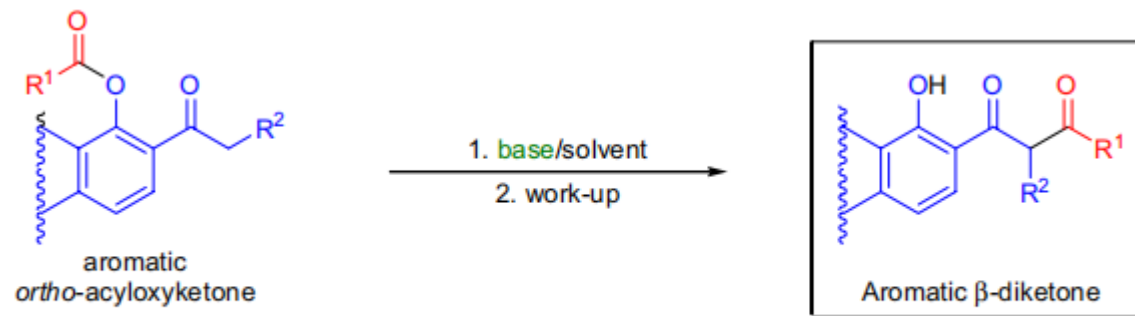 O
R¹
O
O
R²
aromatic
ortho-acyloxyketone
1. base/solvent
2. work-up
OH
O
O
R¹
R²
Aromatic β-diketone